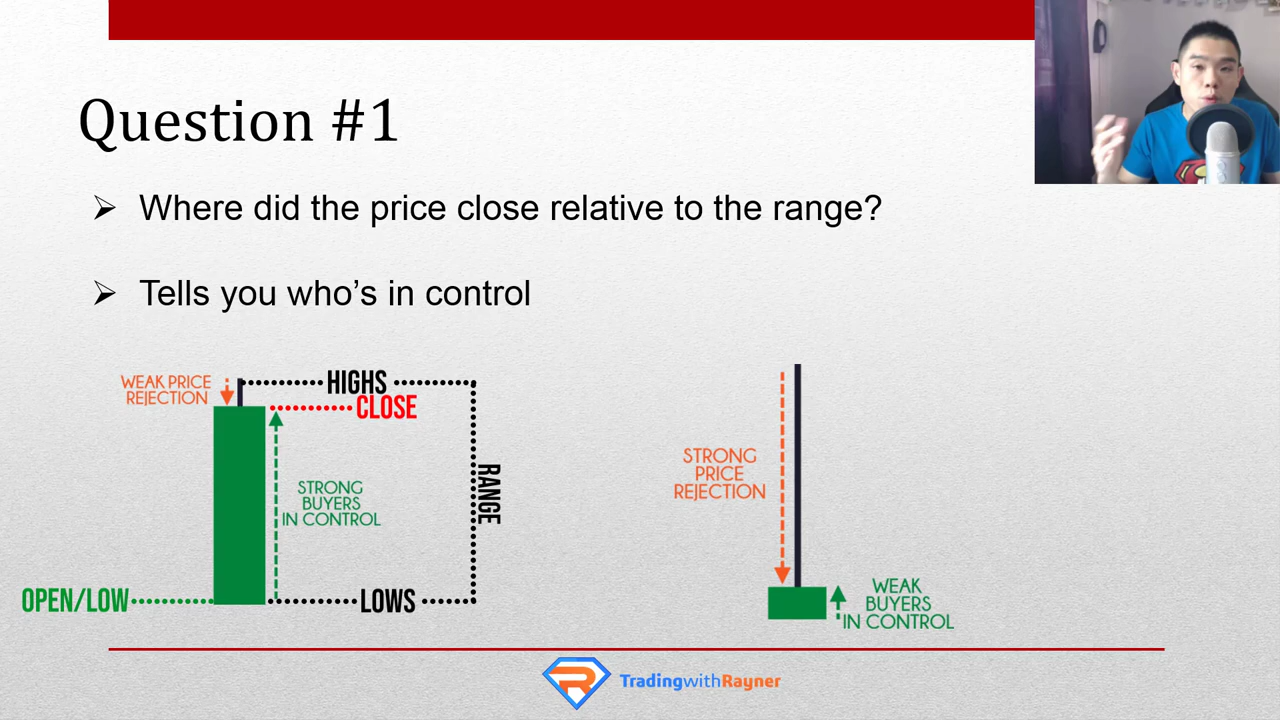 Question #1
➢ Where did the price close relative to the range?
➢ Tells you who's in control
WEAK PRICE
REJECTION
HIGHS
CLOSE
STRONG
BUYERS
IN CONTROL
RANGE
OPEN/LOW
LOWS
STRONG
PRICE
REJECTION
WEAK
BUYERS
IN CONTROL
TradingwithRayner